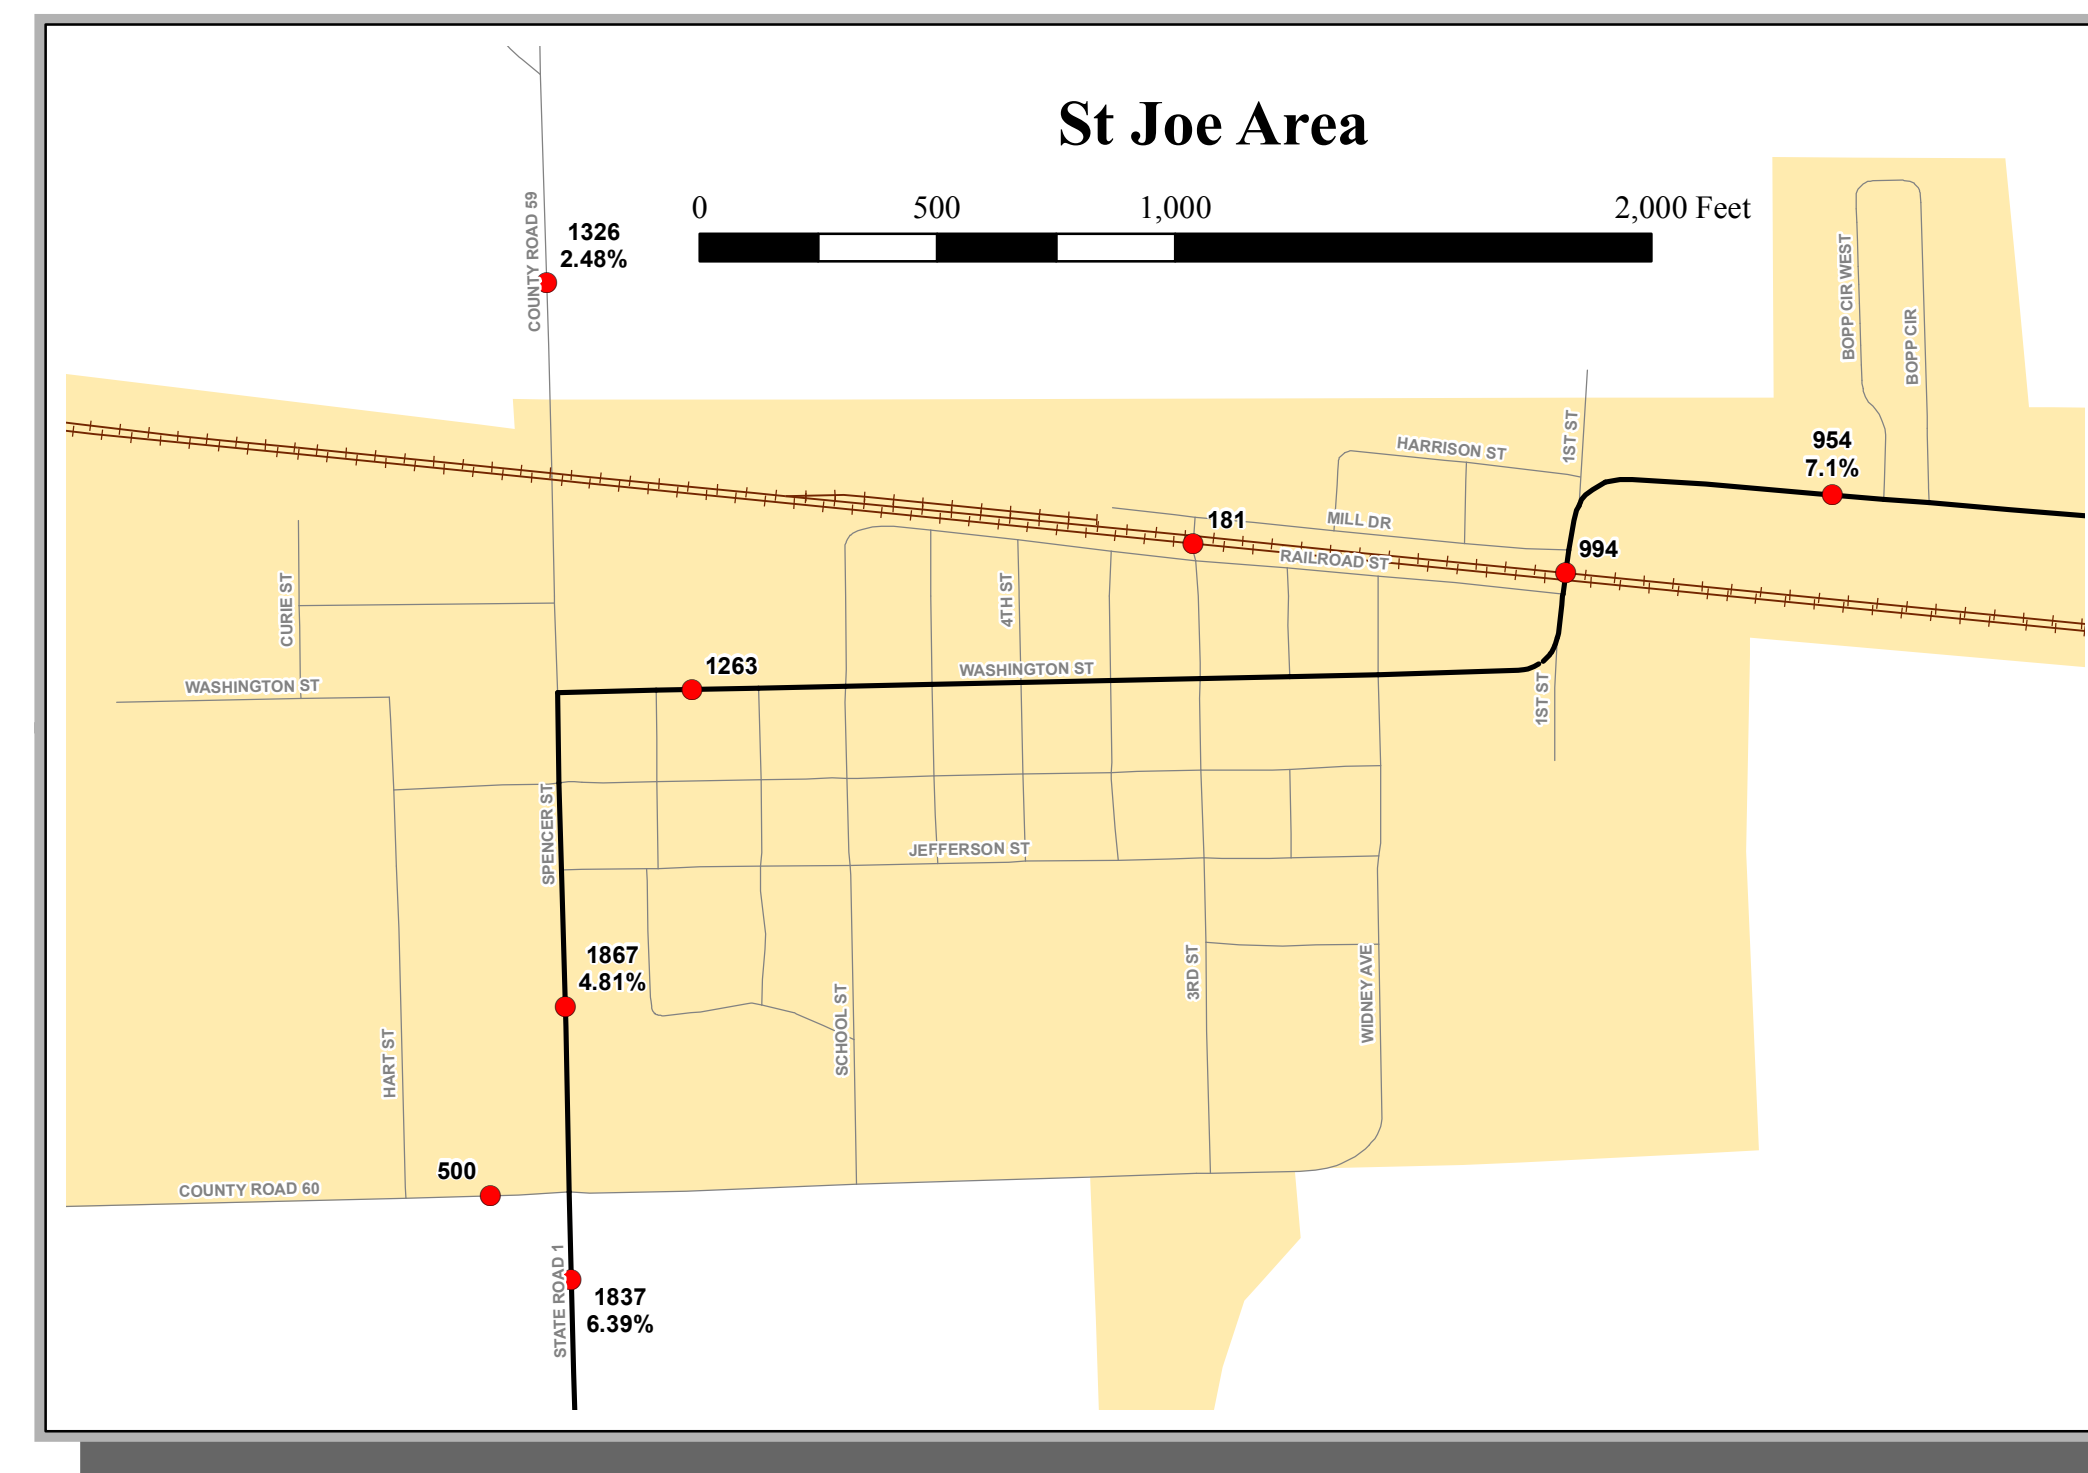 St Joe Area
0 500 1,000 2,000 Feet
COUNTY ROAD 59
1326
2.48%
BOPP CIR WEST
BOPP CIR
HARRISON ST
1ST ST
954
7.1%
181
MILL DR
994
RAILROAD ST
CURIE ST
4TH ST
1263
WASHINGTON ST
WASHINGTON ST
1ST ST
SPENCER ST
JEFFERSON ST
1867
4.81%
3RD ST
WIDNEY AVE
SCHOOL ST
HART ST
500
COUNTY ROAD 60
STATE ROAD 1
1837
6.39%